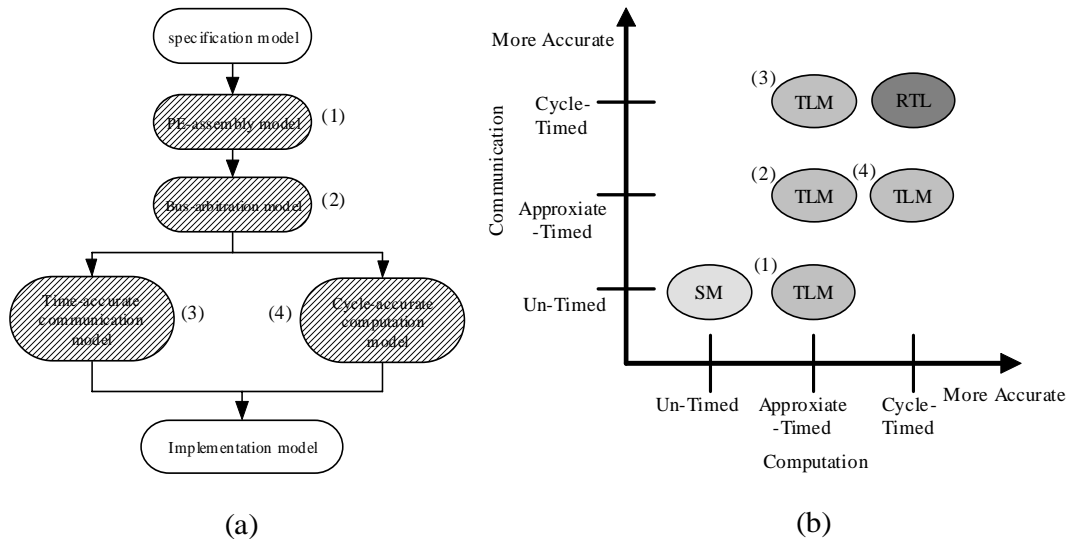 specification model
PE-assembly model
(1)
Bus-arbitration model
(2)
Time-accurate
communication
model
(3)
(4)
Cycle-accurate
computation
model
Implementation model
(a)
More Accurate
Communication
Cycle-
Timed
Approxiate
-Timed
Un-Timed
(3)
TLM
RTL
(2)
TLM
(4)
TLM
SM
(1)
TLM
Un-Timed
Approxiate
-Timed
Cycle-
Timed
More Accurate
Computation
(b)